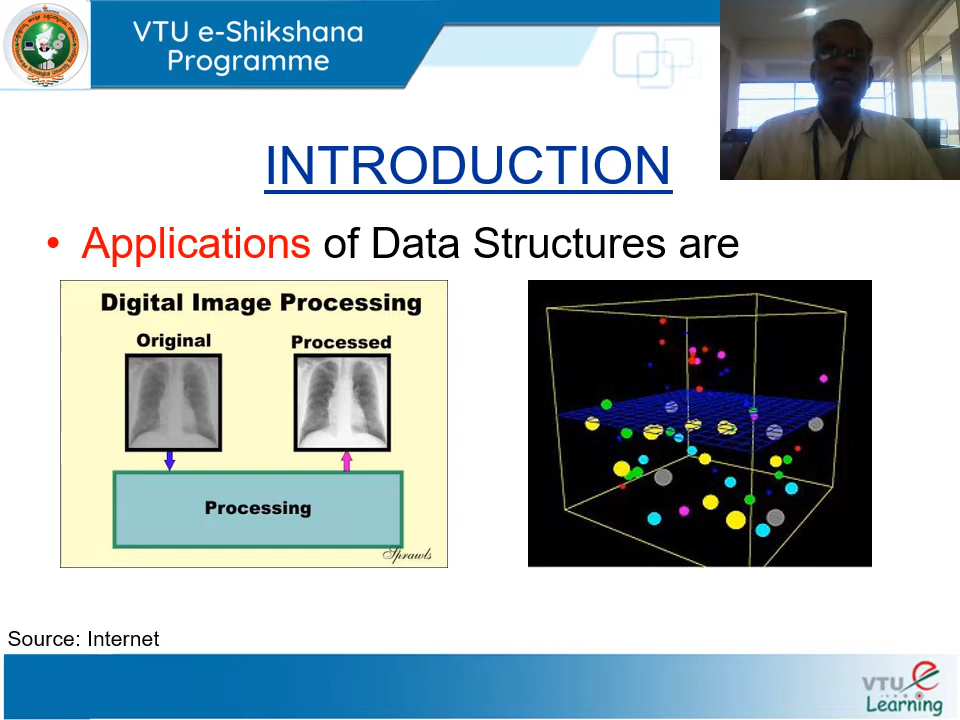 VTU e-Shikshana
Programme
INTRODUCTION
• Applications of Data Structures are
Digital Image Processing
Original
Processed
Processing
Sprawls
Source: Internet
VTU e
Learning